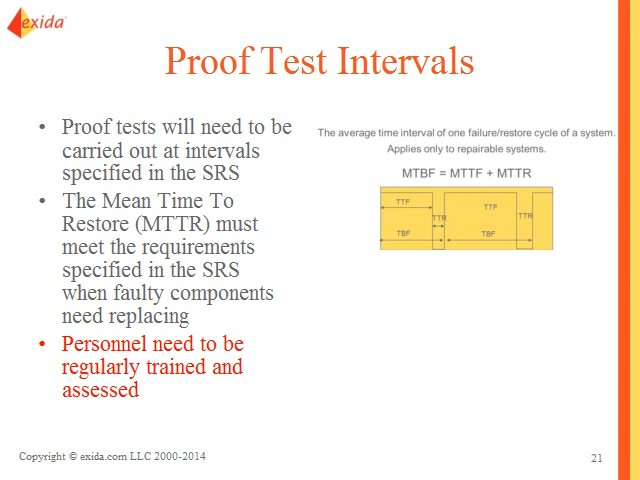 exida
Proof Test Intervals
• Proof tests will need to be
carried out at intervals
specified in the SRS
• The Mean Time To
Restore (MTTR) must
meet the requirements
specified in the SRS
when faulty components
need replacing
• Personnel need to be
regularly trained and
assessed
The average time interval of one failure/restore cycle of a system.
Applies only to repairable systems.
MTBF = MTTF + MTTR
TTF
TTR
TTF
TTR
TBF
TBF
Copyright © exida.com LLC 2000-2014
21